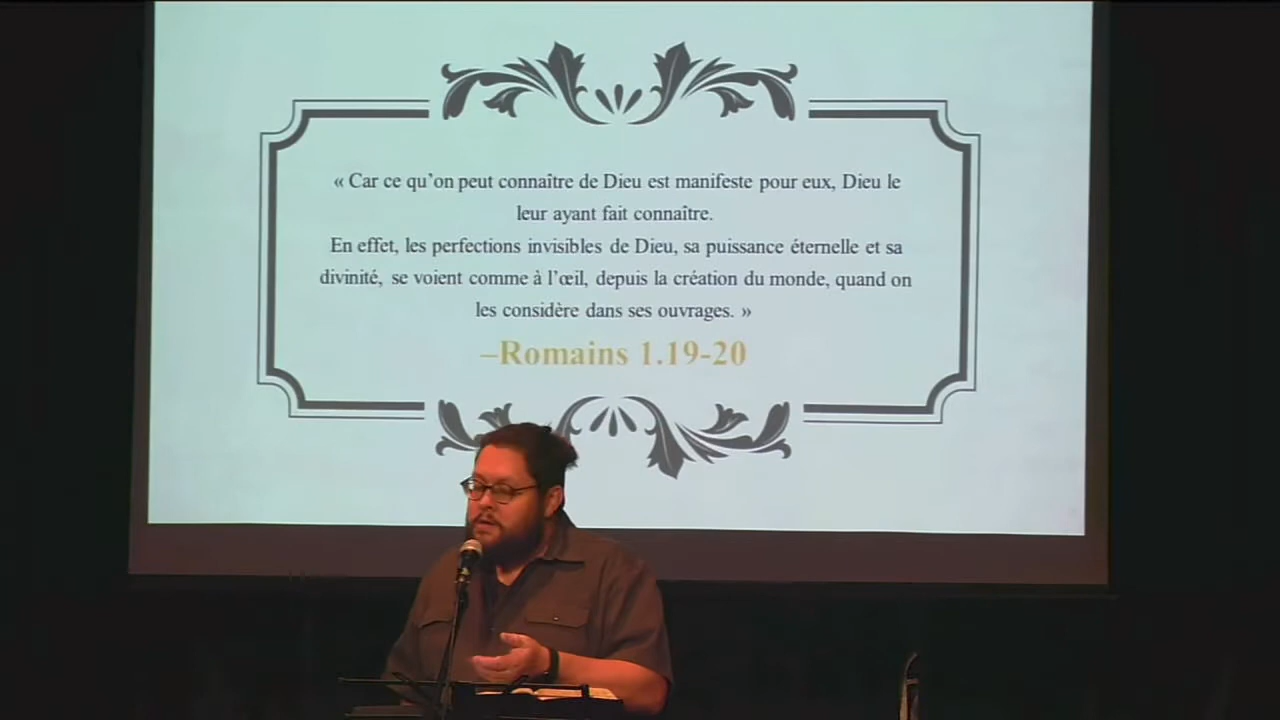 « Car ce qu’on peut connaître de Dieu est manifeste pour eux, Dieu le
leur ayant fait connaître.
En effet, les perfections invisibles de Dieu, sa puissance éternelle et sa
divinité, se voient comme à l’œil, depuis la création du monde, quand on
les considère dans ses ouvrages. »
–Romains 1.19-20